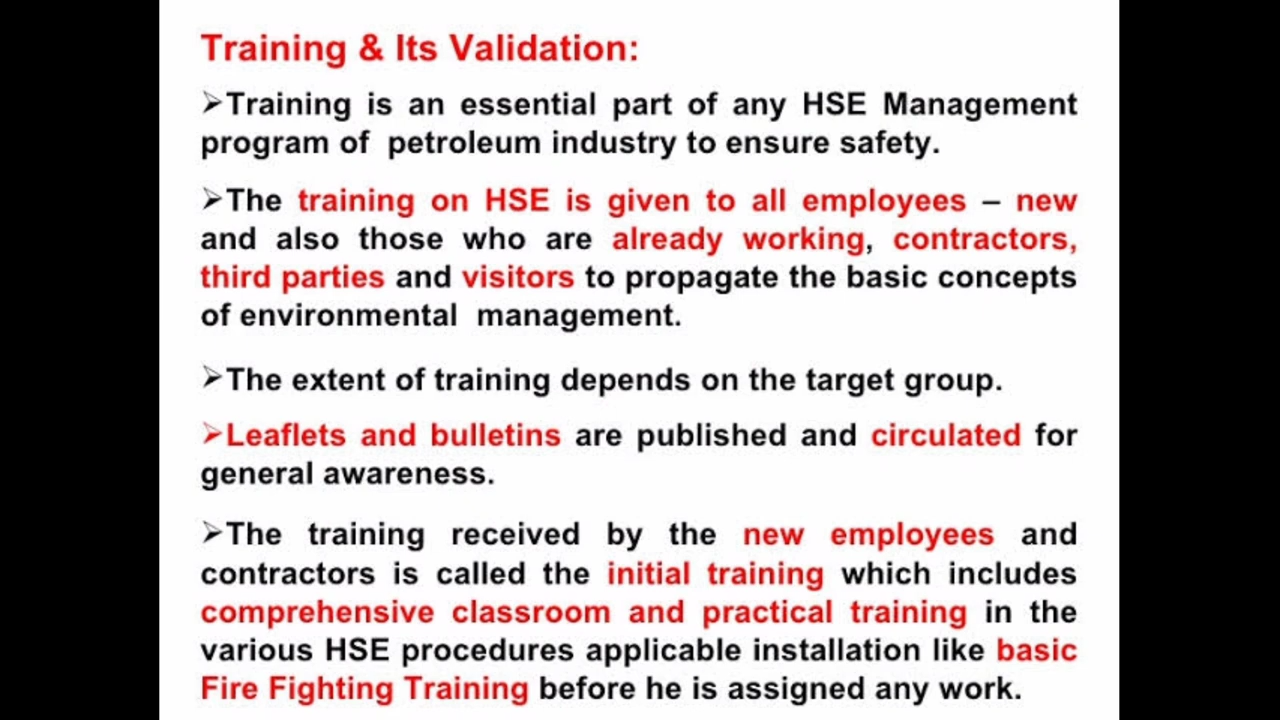 Training & Its Validation:
➢Training is an essential part of any HSE Management
program of petroleum industry to ensure safety.
➢The training on HSE is given to all employees – new
and also those who are already working, contractors,
third parties and visitors to propagate the basic concepts
of environmental management.
➢The extent of training depends on the target group.
➢Leaflets and bulletins are published and circulated for
general awareness.
➢The training received by the new employees and
contractors is called the initial training which includes
comprehensive classroom and practical training in the
various HSE procedures applicable installation like basic
Fire Fighting Training before he is assigned any work.